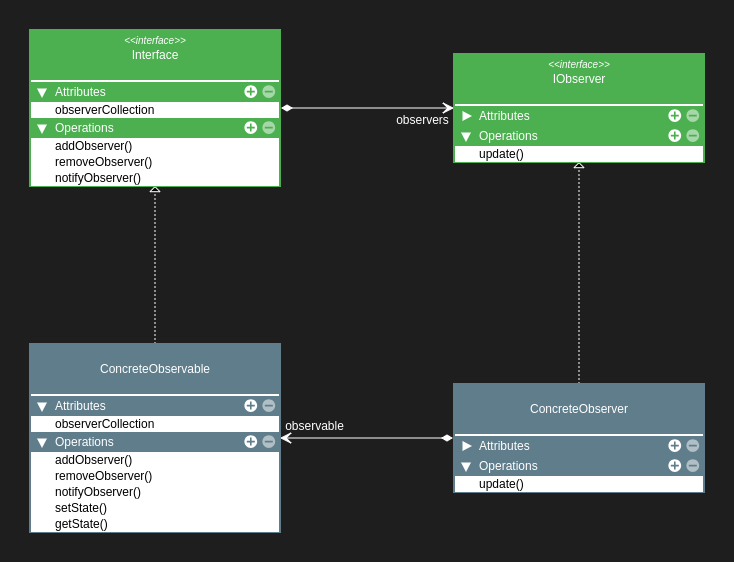 <<interface>>
Interface
Attributes
observerCollection
Operations
addObserver()
removeObserver()
notifyObserver()
observers
<<interface>>
IObserver
Attributes
Operations
update()
ConcreteObservable
Attributes
observerCollection
Operations
addObserver()
removeObserver()
notifyObserver()
setState()
getState()
observable
ConcreteObserver
Attributes
Operations
update()